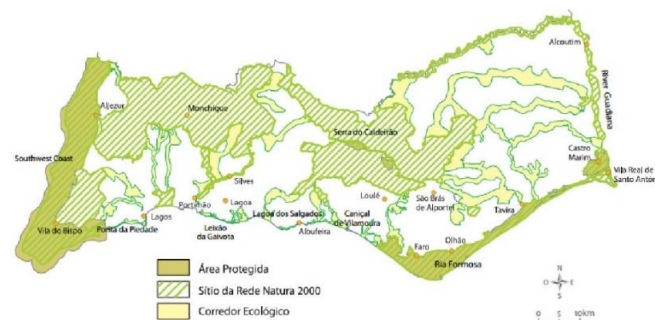 Alcoutim
River Guadiana
Aljezur
Monchique
Serra do Caldeirão
Southwest Coast
Castro
Marim
Vila Real de
Santo Antón
Silves
Loulé
São Brás
de Alportel
Portimão
Lagoa
Lagoa dos Salgados
Caniçal
de Vilamoura
Tavira
Lagos
Vila do Bispo
Ponta da Piedade
Leixão
da Gaivota
Albufeira
Faro
Olhão
Ria Formosa
Área Protegida
Sítio da Rede Natura 2000
Corredor Ecológico
N
O
E
S